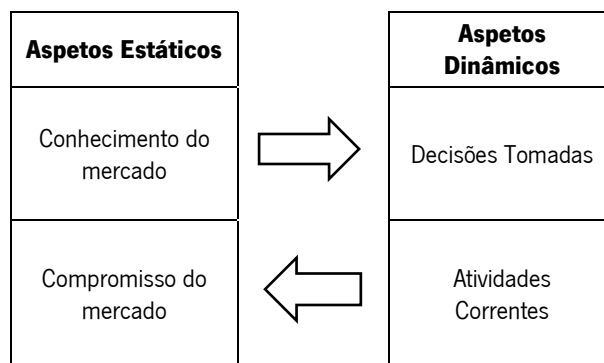 Aspetos Estáticos
Aspetos
Dinâmicos
Conhecimento do
mercado
Decisões Tomadas
Compromisso do
mercado
Atividades
Correntes